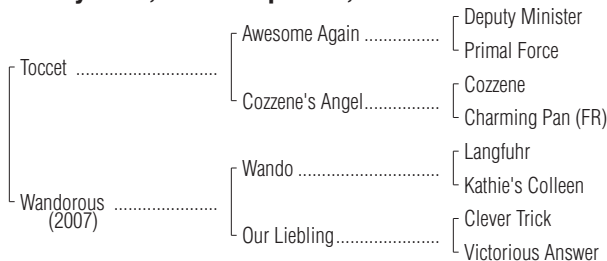 Deputy Minister
Awesome Again ................
Primal Force
Toccet ..............................
Cozzene
Cozzene's Angel................
Charming Pan (FR)
Langfuhr
Wando ..............................
Kathie's Colleen
Wandorous ......................
(2007)
Clever Trick
Our Liebling......................
Victorious Answer